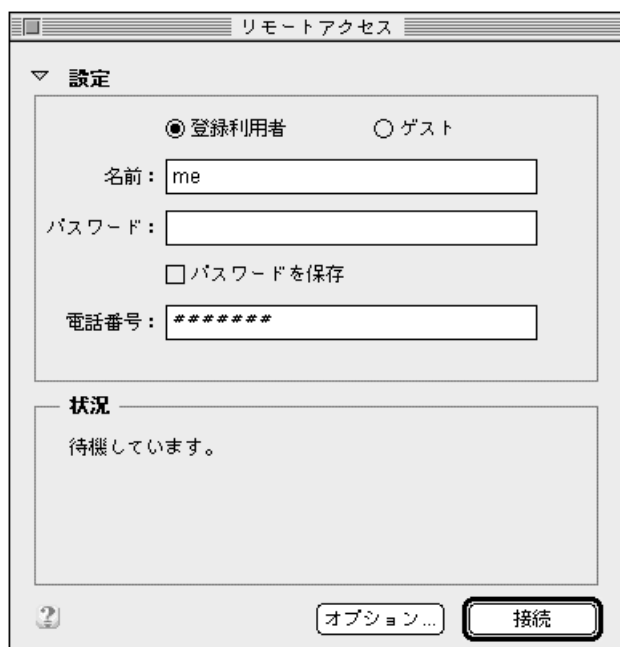 リモートアクセス
設定
登録利用者 ゲスト
名前： me
パスワード：
パスワードを保存
電話番号： #######
状況
待機しています。
? オプション... 接続